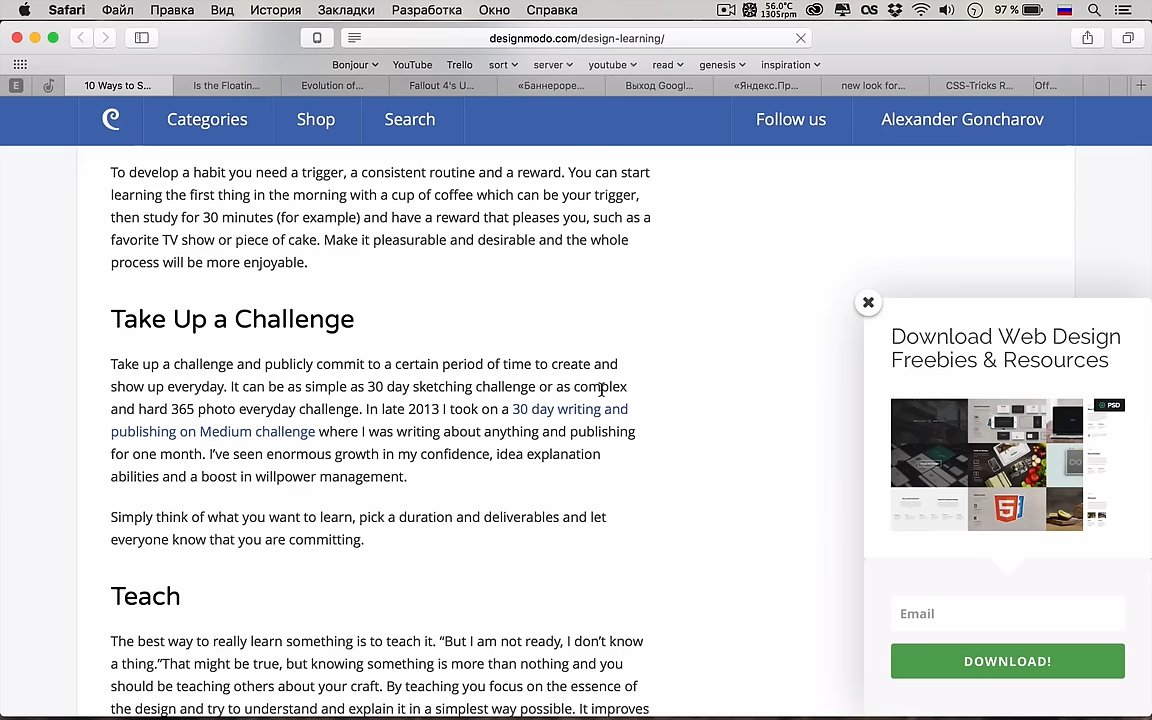 Safari Файл Правка Вид История Закладки Разработка Окно Справка 56.0°C 1305rpm 97 %
designmodo.com/design-learning/
Bonjour YouTube Trello sort server youtube read genesis inspiration
E 10 Ways to S... Is the Floatin... Evolution of... Fallout 4's U... «Баннерope... Выход Googl... «Яндекс.Пр... new look for... CSS-Tricks R... Off...
Categories Shop Search Follow us Alexander Goncharov
To develop a habit you need a trigger, a consistent routine and a reward. You can start
learning the first thing in the morning with a cup of coffee which can be your trigger,
then study for 30 minutes (for example) and have a reward that pleases you, such as a
favorite TV show or piece of cake. Make it pleasurable and desirable and the whole
process will be more enjoyable.
Take Up a Challenge
Take up a challenge and publicly commit to a certain period of time to create and
show up everyday. It can be as simple as 30 day sketching challenge or as complex
and hard 365 photo everyday challenge. In late 2013 I took on a 30 day writing and
publishing on Medium challenge where I was writing about anything and publishing
for one month. I've seen enormous growth in my confidence, idea explanation
abilities and a boost in willpower management.
Simply think of what you want to learn, pick a duration and deliverables and let
everyone know that you are committing.
Teach
The best way to really learn something is to teach it. “But I am not ready, I don't know
a thing.”That might be true, but knowing something is more than nothing and you
should be teaching others about your craft. By teaching you focus on the essence of
the design and try to understand and explain it in a simplest way possible. It improves
Download Web Design
Freebies & Resources
PSD
Email
DOWNLOAD!